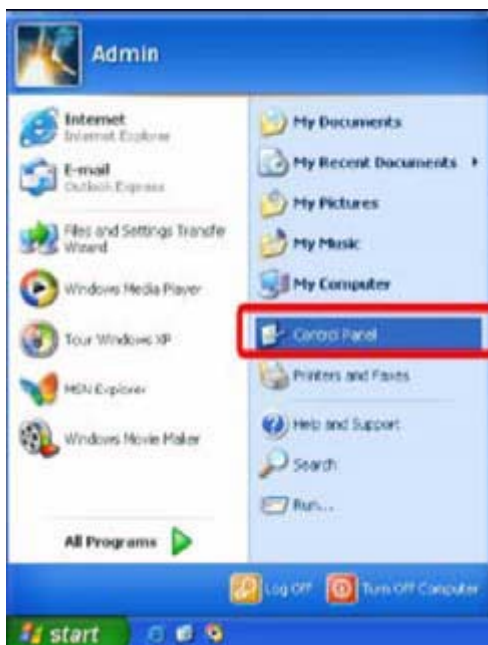 Admin
Internet
Internet Explorer
E-mail
Outlook Express
Files and Settings Transfer
Wizard
Windows Media Player
Tour Windows XP
MSN Explorer
Windows Movie Maker
All Programs
My Documents
My Recent Documents
My Pictures
My Music
My Computer
Control Panel
Printers and Faxes
Help and Support
Search
Run...
Log Off
Turn Off Computer
start